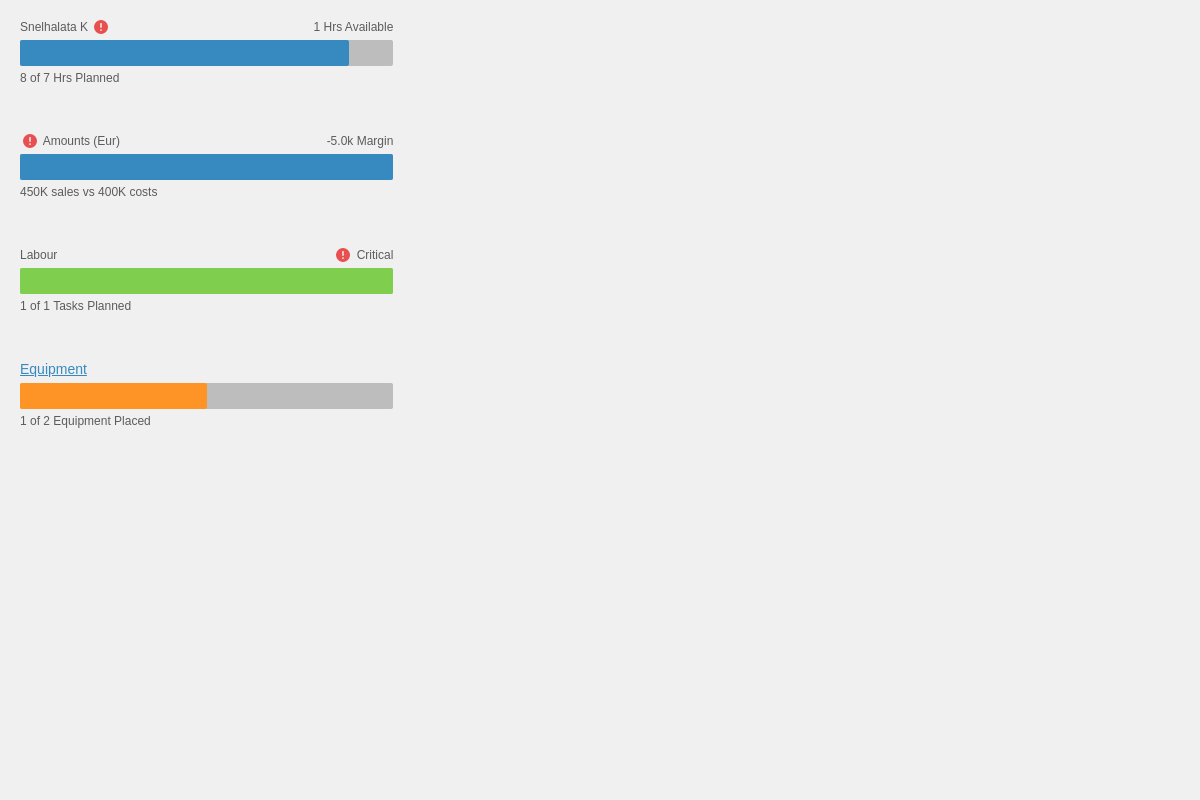 Snelhalata K 1 Hrs Available
8 of 7 Hrs Planned
Amounts (Eur) -5.0k Margin
450K sales vs 400K costs
Labour Critical
1 of 1 Tasks Planned
Equipment
1 of 2 Equipment Placed